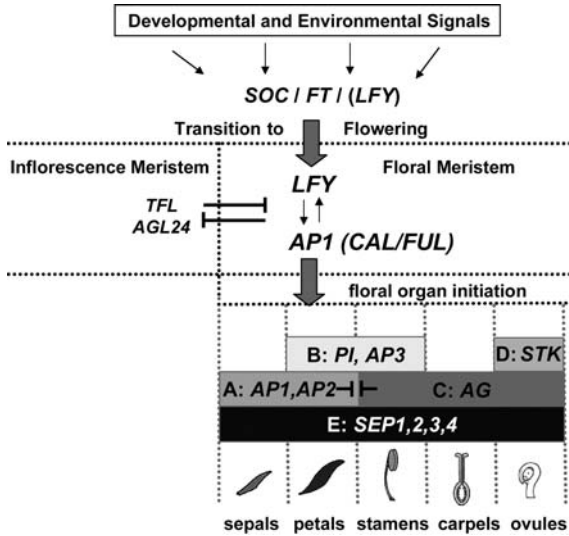 Developmental and Environmental Signals
SOC / FT / (LFY)
Transition to Flowering
Inflorescence Meristem Floral Meristem
LFY
TFL
AGL24
AP1 (CAL/FUL)
floral organ initiation
B: PI, AP3 D: STK
A: AP1,AP2 C: AG
E: SEP1,2,3,4
sepals petals stamens carpels ovules